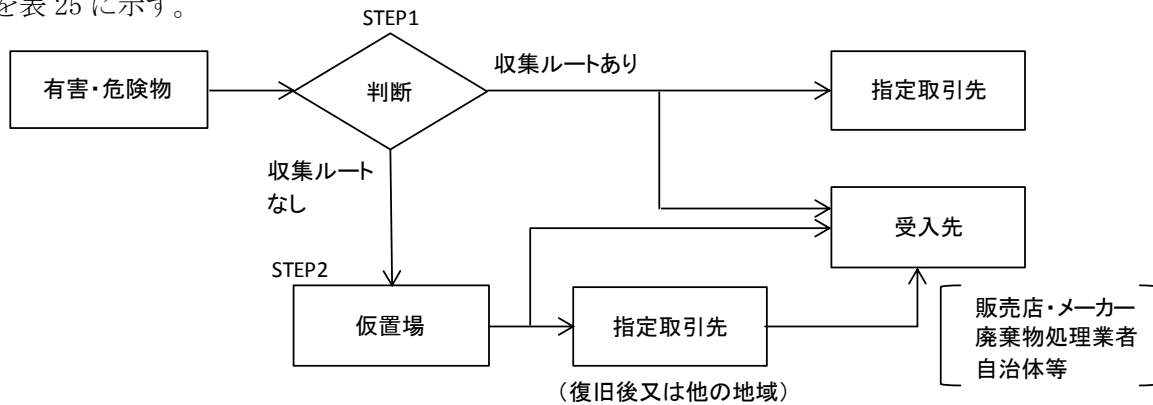 を表 25 に示す。
STEP1
有害・危険物
判断
収集ルートあり
指定取引先
収集ルート
なし
受入先
STEP2
仮置場
指定取引先
(復旧後又は他の地域)
販売店・メーカー
廃棄物処理業者
自治体等